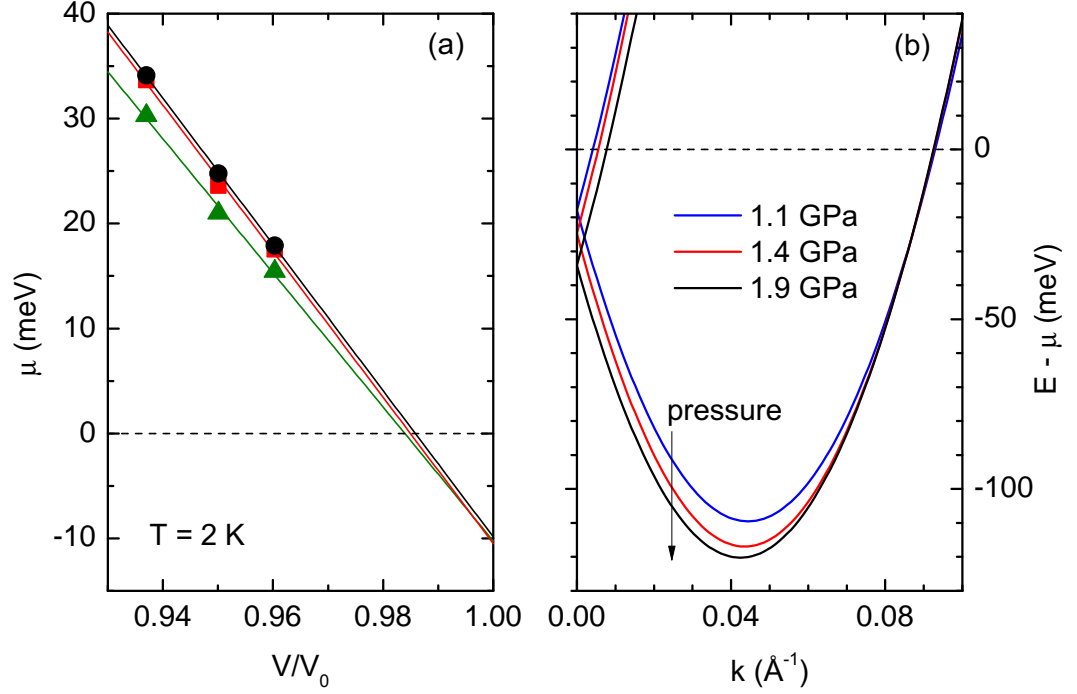 (a)
40
30
20
10
0
-10
μ (meV)
T = 2 K
0.94
0.96
0.98
1.00
V/V₀
(b)
1.1 GPa
1.4 GPa
1.9 GPa
pressure
0
-50
-100
E - μ (meV)
0.00
0.04
0.08
k (Å⁻¹)